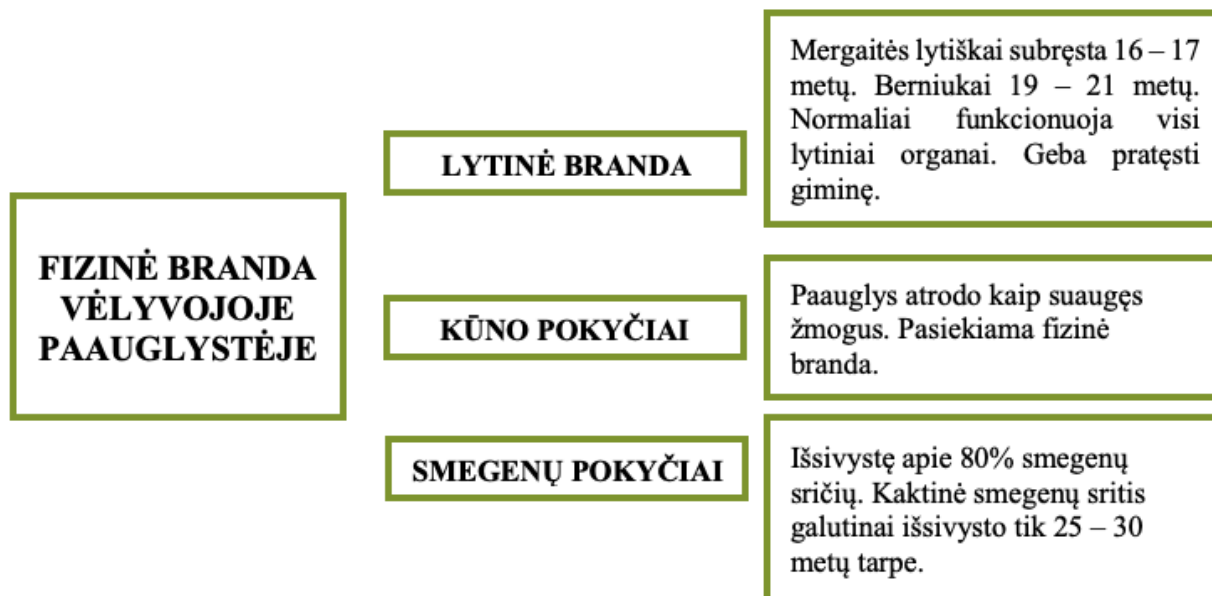 FIZINĖ BRANDA
VĖLYVOJOJE
PAAUGLYSTĖJE
LYTINĖ BRANDA
Mergaitės lytiškai subręsta 16 – 17
metų. Berniukai 19 – 21 metų.
Normaliai funkcionuoja visi
lytiniai organai. Geba pratęsti
giminę.
KŪNO POKYČIAI
Paauglys atrodo kaip suaugęs
žmogus. Pasiekiama fizinė
branda.
SMEGENŲ POKYČIAI
Išsivystę apie 80% smegenų
sričių. Kaktinė smegenų sritis
galutinai išsivysto tik 25 – 30
metų tarpe.